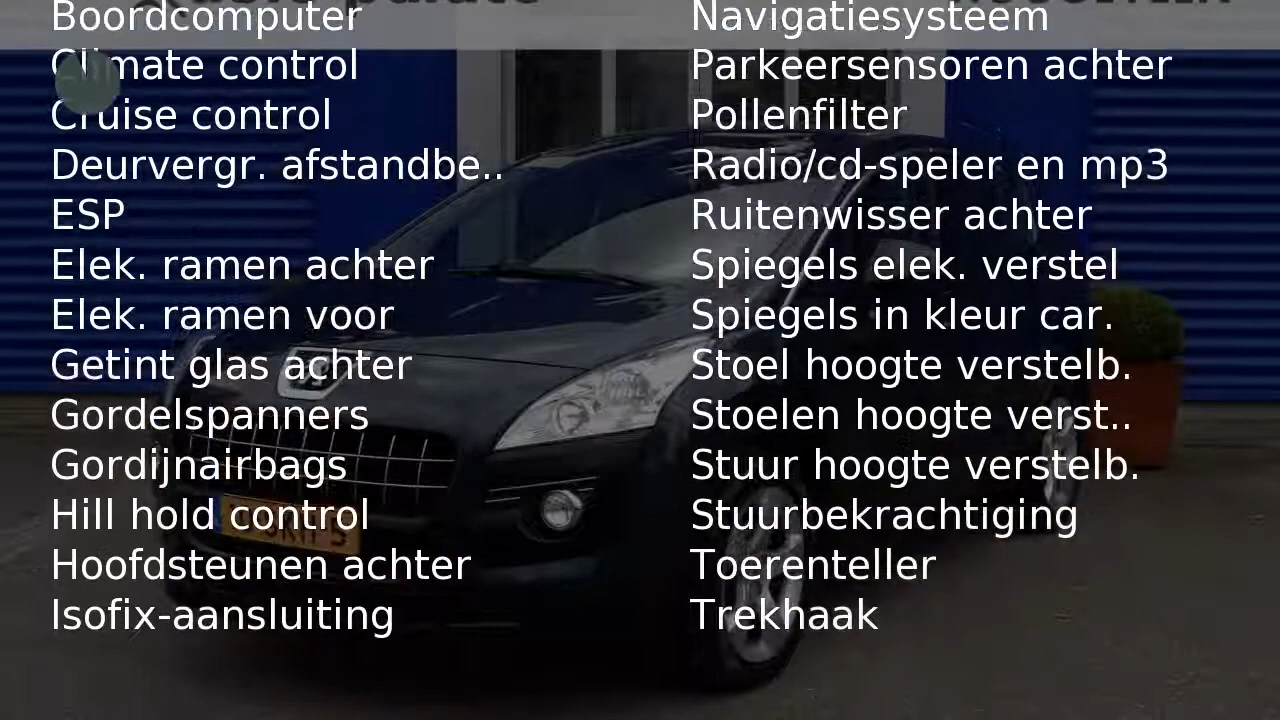 Boordcomputer
Climate control
Cruise control
Deurvergr. afstandbe..
ESP
Elek. ramen achter
Elek. ramen voor
Getint glas achter
Gordelspanners
Gordijnairbags
Hill hold control
Hoofdsteunen achter
Isofix-aansluiting
Navigatiesysteem
Parkeersensoren achter
Pollenfilter
Radio/cd-speler en mp3
Ruitenwisser achter
Spiegels elek. verstel
Spiegels in kleur car.
Stoel hoogte verstelb.
Stoelen hoogte verst..
Stuur hoogte verstelb.
Stuurbekrachtiging
Toerenteller
Trekhaak